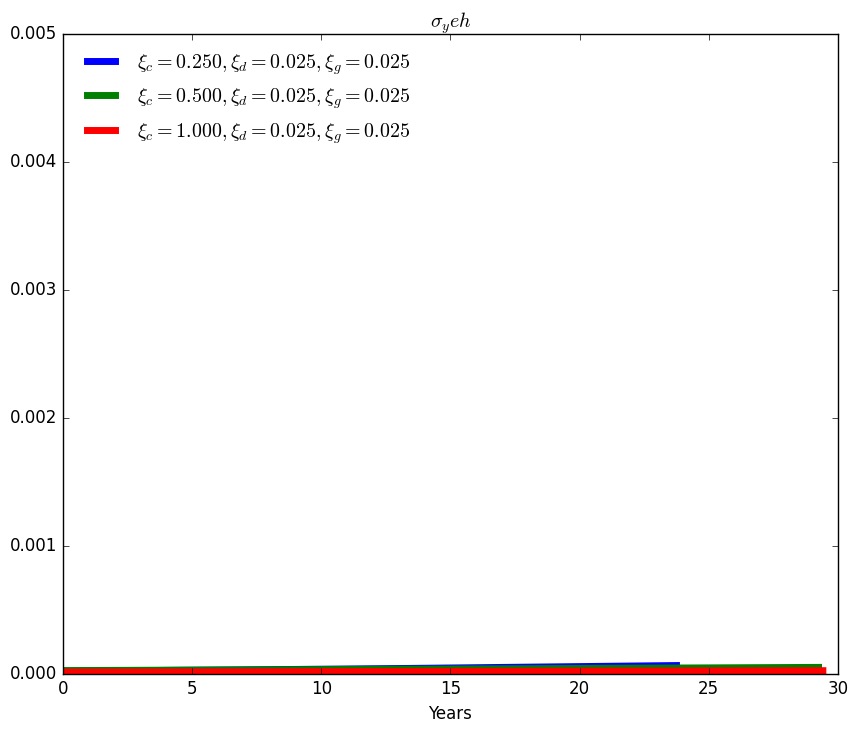 σ_y eh
0.005
ξ_c = 0.250, ξ_d = 0.025, ξ_g = 0.025
ξ_c = 0.500, ξ_d = 0.025, ξ_g = 0.025
ξ_c = 1.000, ξ_d = 0.025, ξ_g = 0.025
0.004
0.003
0.002
0.001
0.000
0 5 10 15 20 25 30
Years